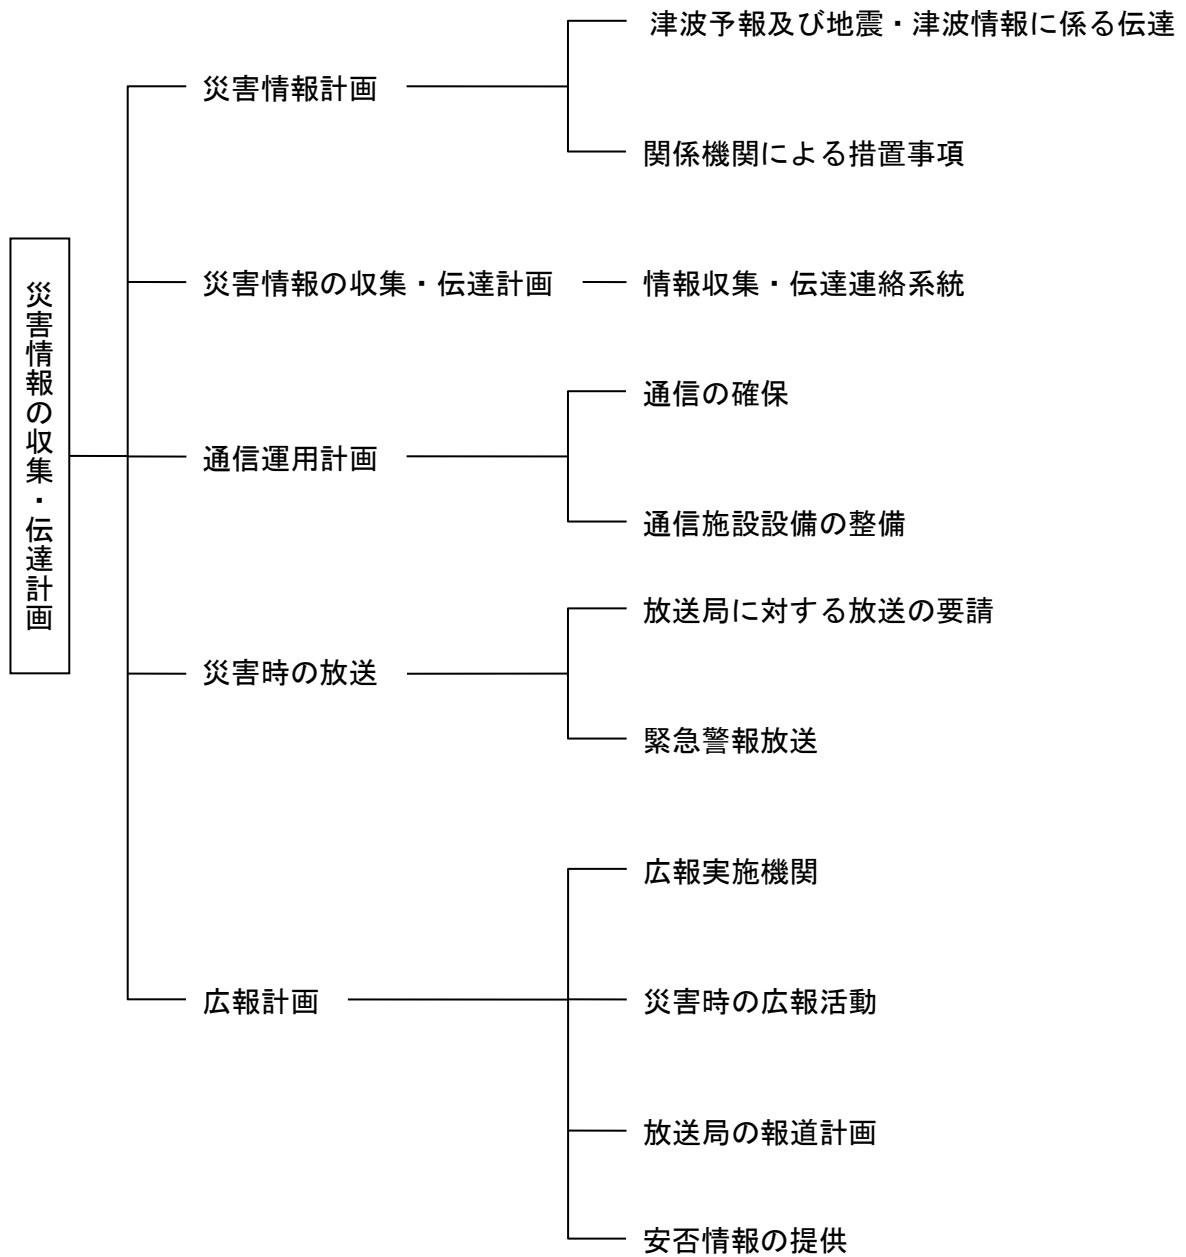 災害情報の収集・伝達計画
災害情報計画
津波予報及び地震・津波情報に係る伝達
関係機関による措置事項
災害情報の収集・伝達計画
情報収集・伝達連絡系統
通信運用計画
通信の確保
通信施設設備の整備
災害時の放送
放送局に対する放送の要請
緊急警報放送
広報計画
広報実施機関
災害時の広報活動
放送局の報道計画
安否情報の提供